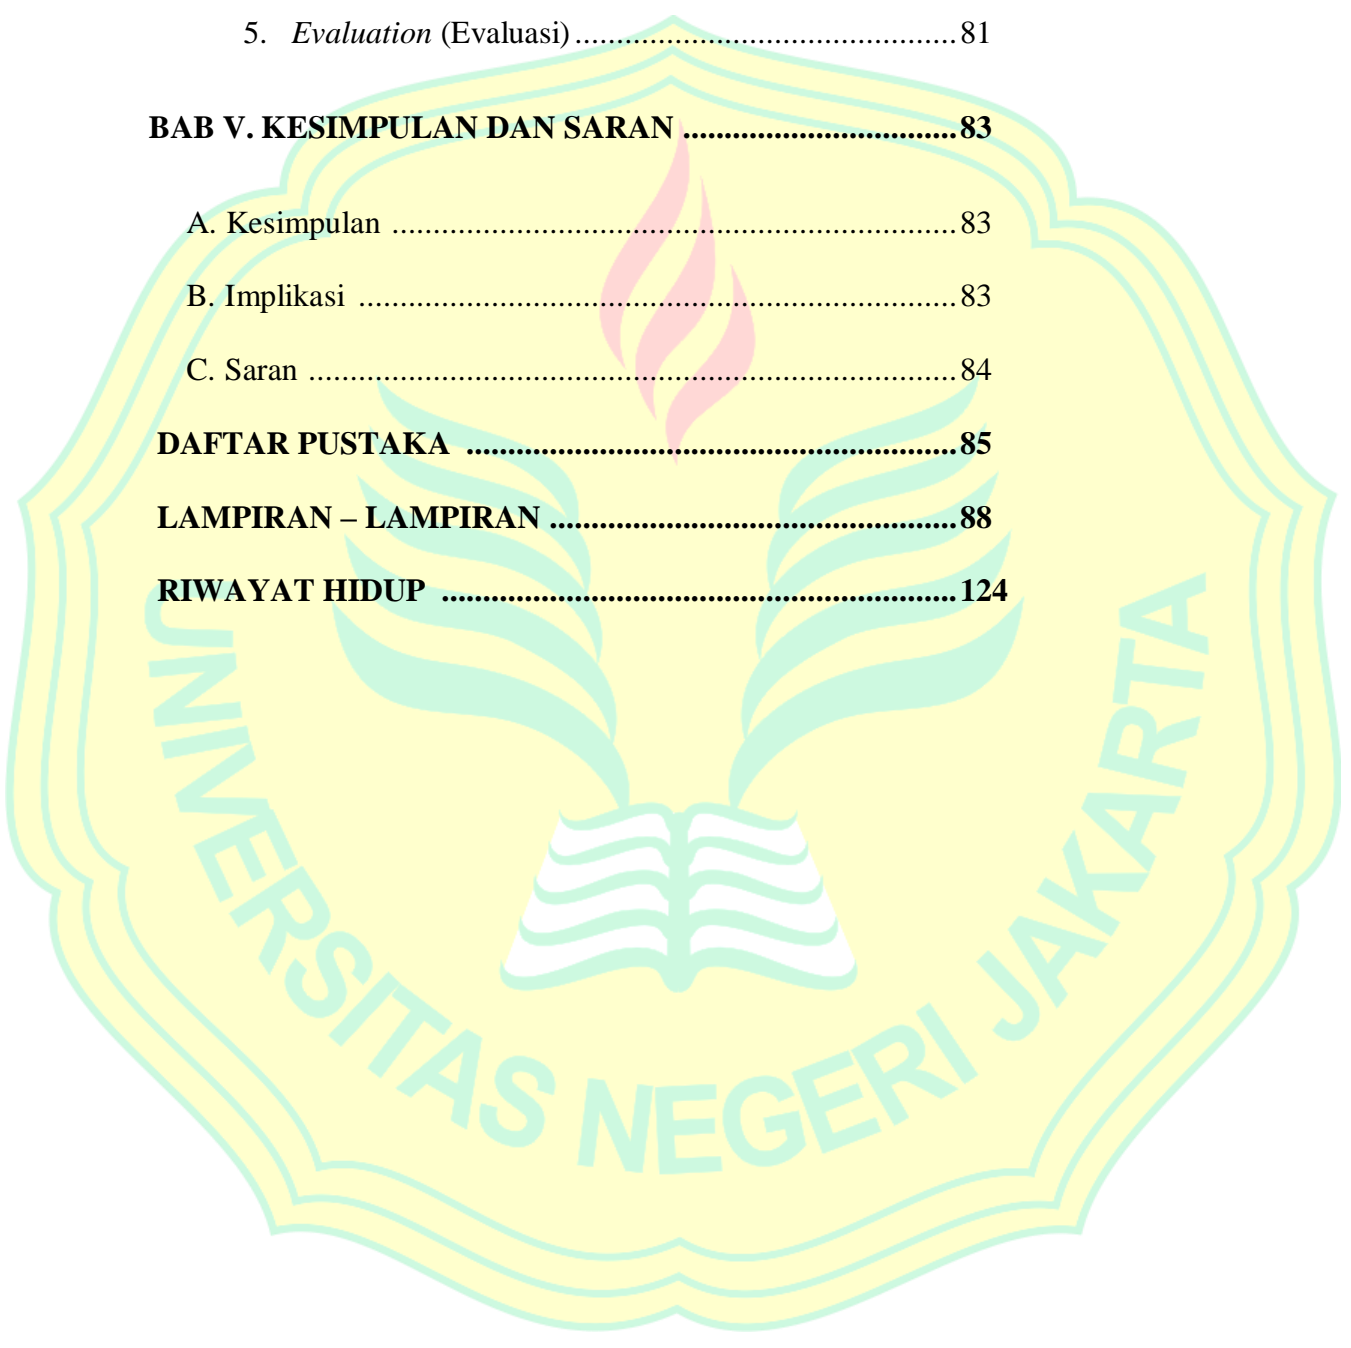 5. Evaluation (Evaluasi) ............................................... 81
BAB V. KESIMPULAN DAN SARAN ................................. 83
A. Kesimpulan ..................................................................... 83
B. Implikasi ......................................................................... 83
C. Saran ............................................................................... 84
DAFTAR PUSTAKA ............................................................ 85
LAMPIRAN – LAMPIRAN .................................................. 88
RIWAYAT HIDUP ............................................................... 124
UNIVERSITAS NEGERI JAKARTA